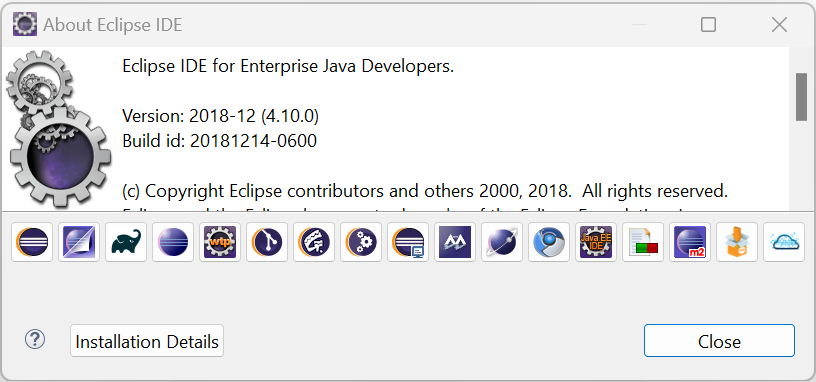 About Eclipse IDE
Eclipse IDE for Enterprise Java Developers.
Version: 2018-12 (4.10.0)
Build id: 20181214-0600
(c) Copyright Eclipse contributors and others 2000, 2018.  All rights reserved.
wtp
Java EE
IDE
m2
?
Installation Details
Close